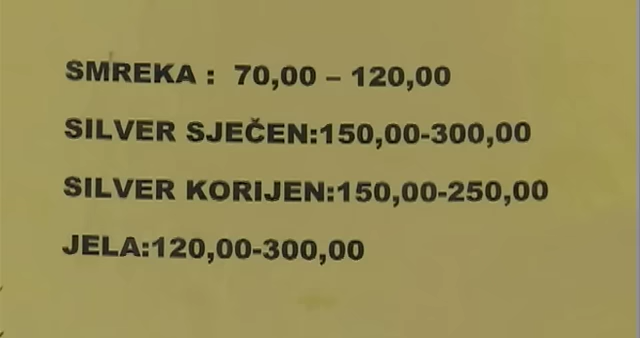 SMREKA : 70,00 – 120,00
SILVER SJEČEN:150,00-300,00
SILVER KORIJEN:150,00-250,00
JELA:120,00-300,00